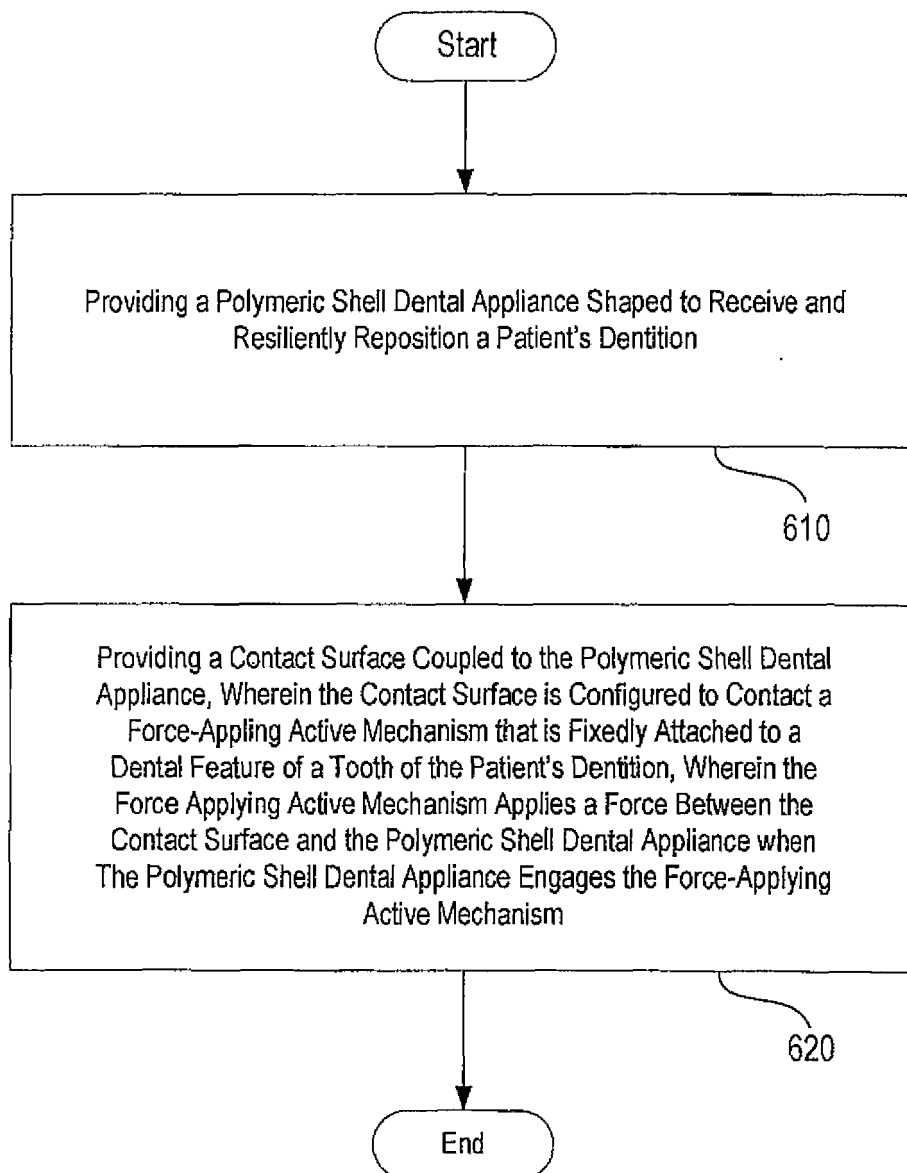 Start
Providing a Polymeric Shell Dental Appliance Shaped to Receive and
Resiliently Reposition a Patient's Dentition
610
Providing a Contact Surface Coupled to the Polymeric Shell Dental
Appliance, Wherein the Contact Surface is Configured to Contact a
Force-Appling Active Mechanism that is Fixedly Attached to a
Dental Feature of a Tooth of the Patient's Dentition, Wherein the
Force Applying Active Mechanism Applies a Force Between the
Contact Surface and the Polymeric Shell Dental Appliance when
The Polymeric Shell Dental Appliance Engages the Force-Applying
Active Mechanism
620
End